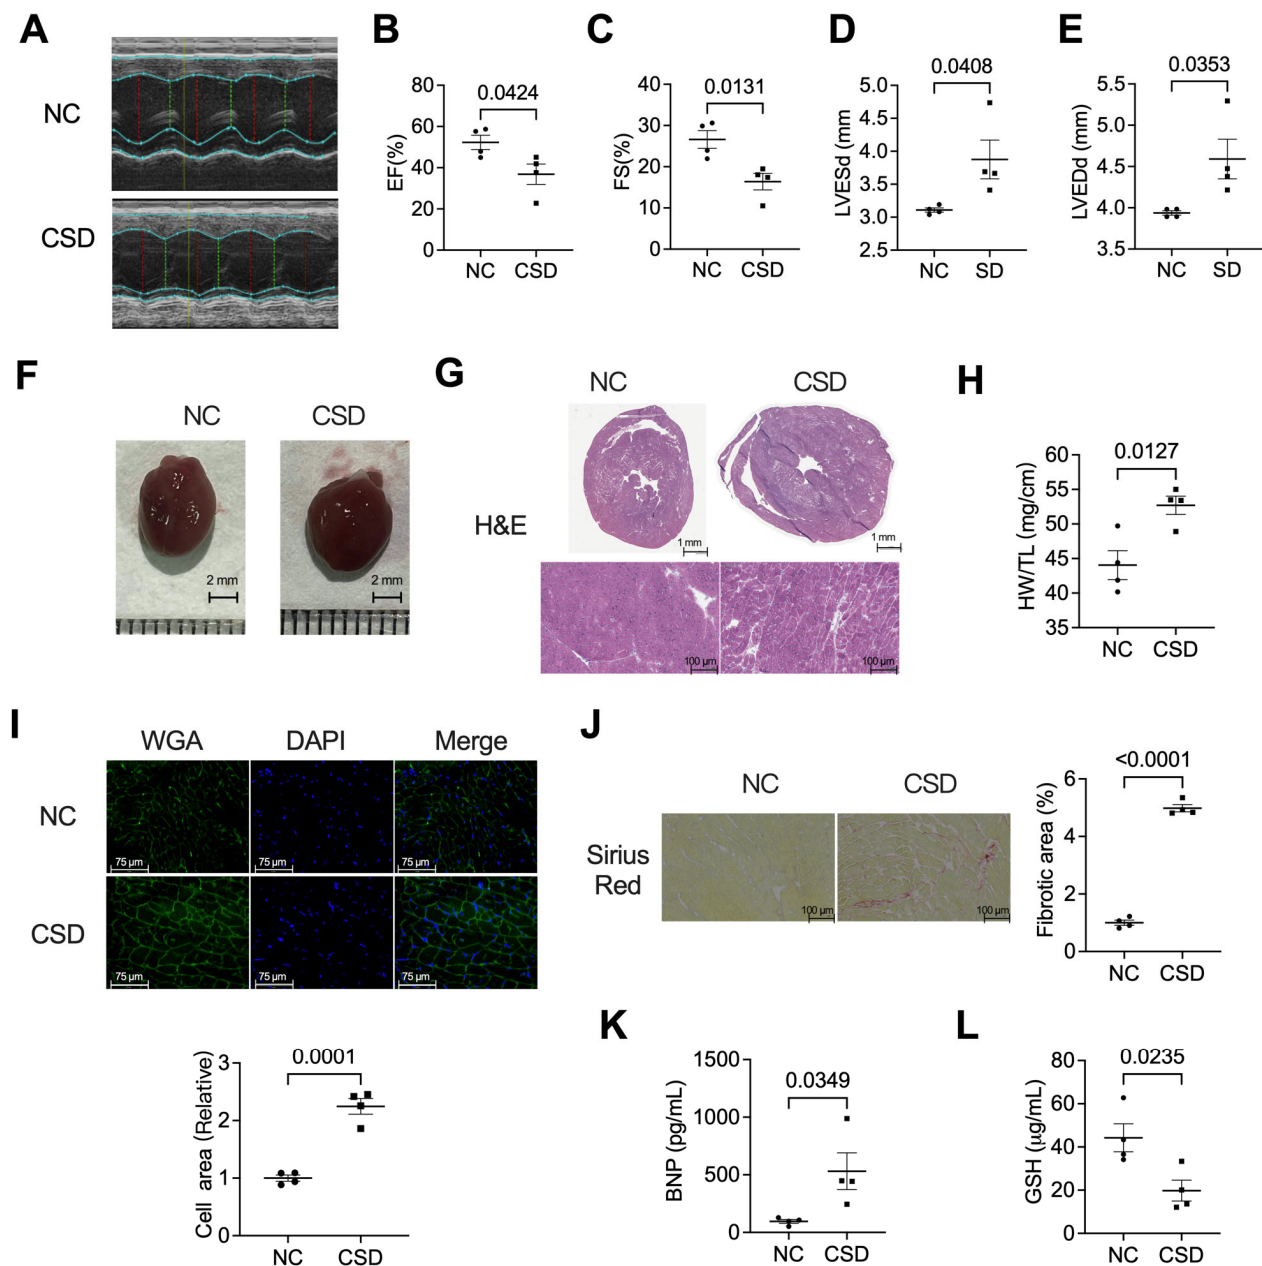 A
NC
CSD
B
EF(%)
80
60
40
20
0
0.0424
NC CSD
C
FS(%)
40
30
20
10
0
0.0131
NC CSD
D
LVESd (mm
5.0
4.5
4.0
3.5
3.0
2.5
0.0408
NC SD
E
LVEDd (mm)
5.5
5.0
4.5
4.0
3.5
0.0353
NC SD
F
NC CSD
2 mm
2 mm
G
NC CSD
H&E
1 mm
1 mm
100 µm
100 µm
H
HW/TL (mg/cm)
60
55
50
45
40
35
0.0127
NC CSD
I
WGA DAPI Merge
NC
75 µm 75 µm 75 µm
CSD
75 µm 75 µm 75 µm
Cell area (Relative)
3
2
1
0
0.0001
NC CSD
J
NC CSD
Sirius
Red
100 µm
100 µm
Fibrotic area (%)
6
4
2
0
<0.0001
NC CSD
K
BNP (pg/mL)
1500
1000
500
0
0.0349
NC CSD
L
GSH (µg/mL)
80
60
40
20
0
0.0235
NC CSD